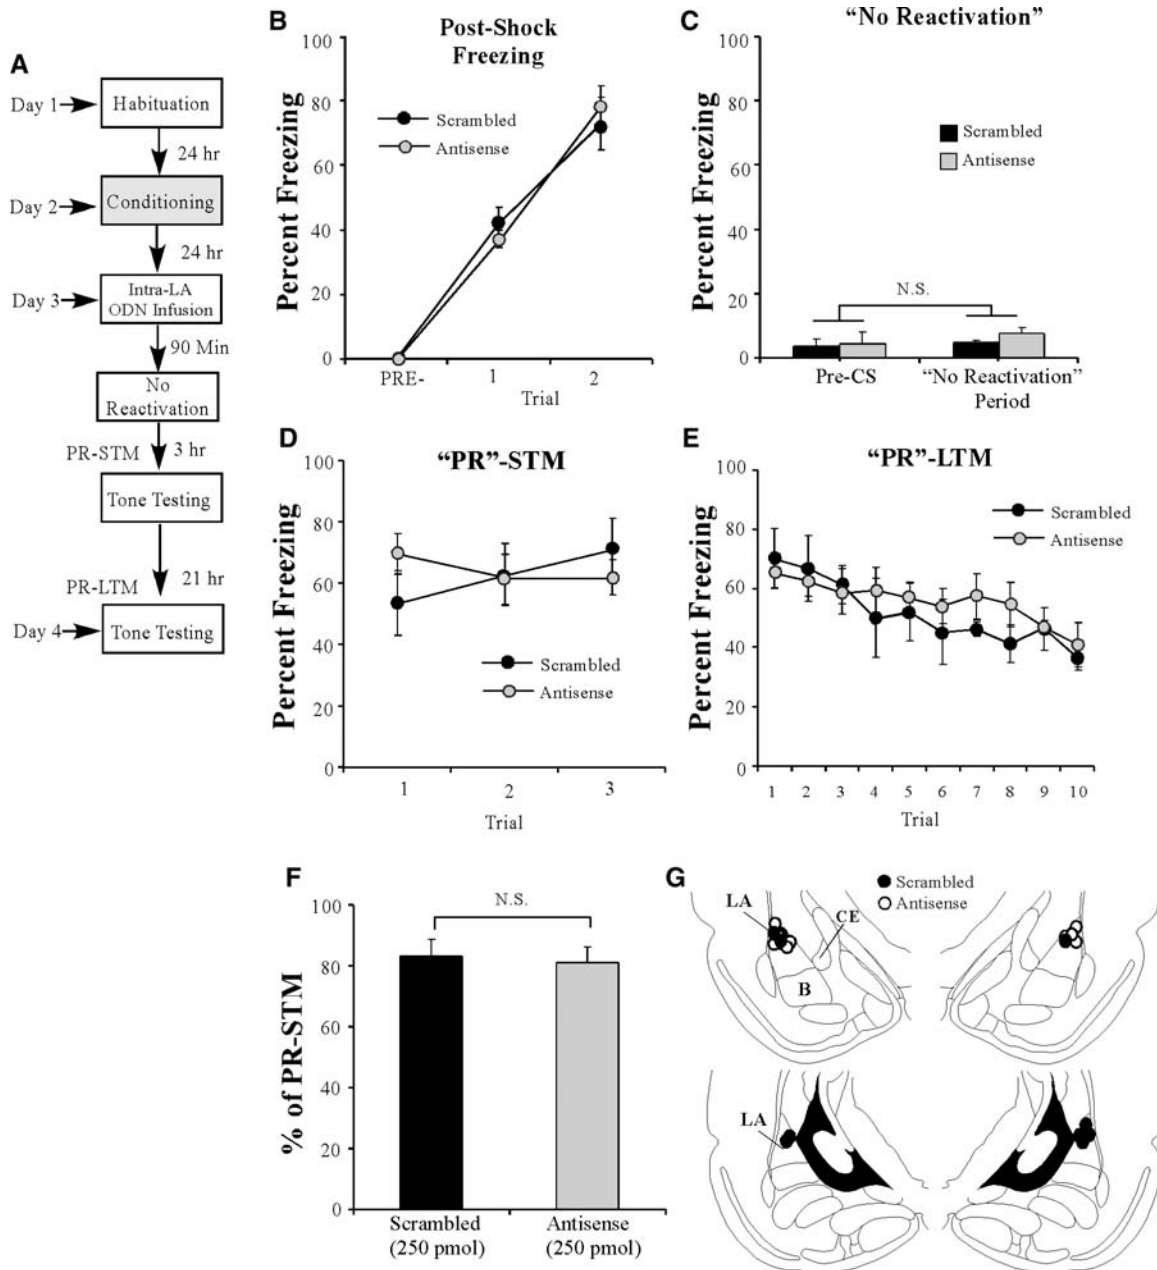 A
Day 1
Habituation
24 hr
Day 2
Conditioning
24 hr
Day 3
Intra-LA
ODN Infusion
90 Min
No
Reactivation
PR-STM
3 hr
Tone Testing
PR-LTM
21 hr
Day 4
Tone Testing
B
Post-Shock
Freezing
Percent Freezing
100
80
60
40
20
0
Scrambled
Antisense
PRE-
1
2
Trial
C
“No Reactivation”
Percent Freezing
100
80
60
40
20
0
Scrambled
Antisense
N.S.
Pre-CS
“No Reactivation”
Period
D
“PR”-STM
Percent Freezing
100
80
60
40
20
0
Scrambled
Antisense
1
2
3
Trial
E
“PR”-LTM
Percent Freezing
100
80
60
40
20
0
Scrambled
Antisense
1
2
3
4
5
6
7
8
9
10
Trial
F
% of PR-STM
100
80
60
40
20
0
N.S.
Scrambled
(250 pmol)
Antisense
(250 pmol)
G
Scrambled
Antisense
LA
CE
B
LA